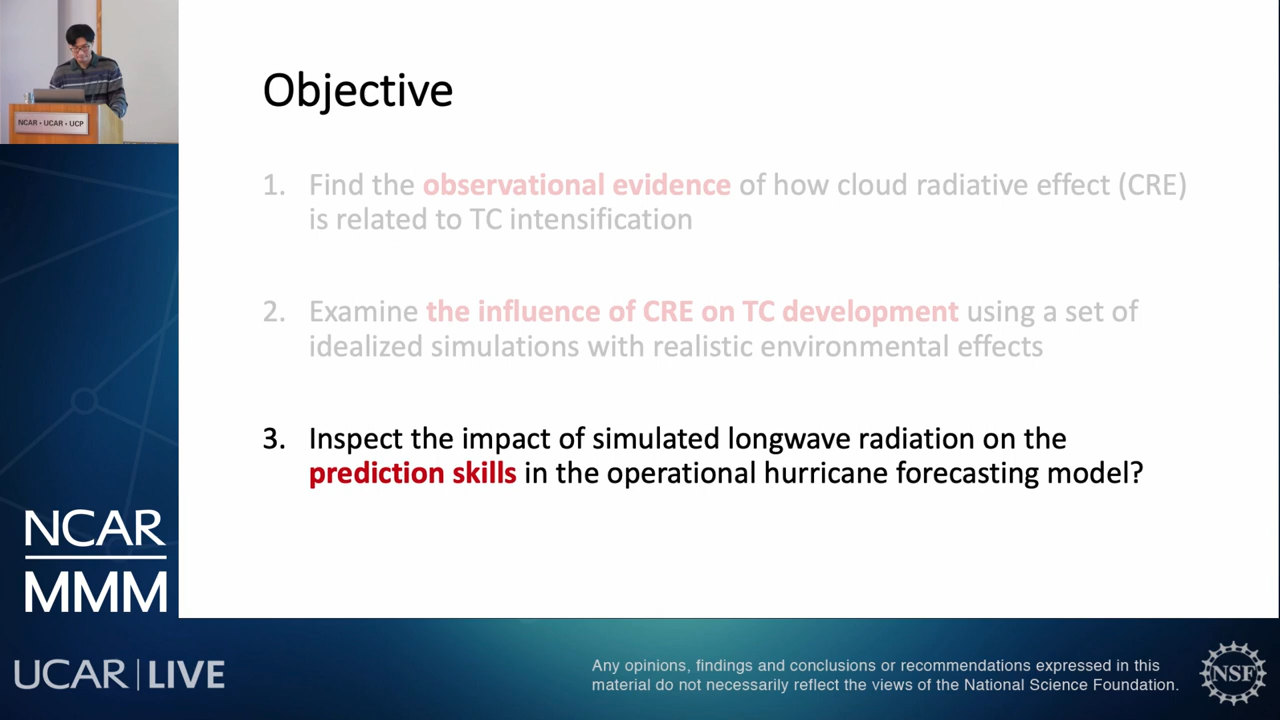 NCAR • UCAR • UCP
Objective
1. Find the observational evidence of how cloud radiative effect (CRE)
is related to TC intensification
2. Examine the influence of CRE on TC development using a set of
idealized simulations with realistic environmental effects
3. Inspect the impact of simulated longwave radiation on the
prediction skills in the operational hurricane forecasting model?
NCAR
MMM
UCAR | LIVE
Any opinions, findings and conclusions or recommendations expressed in this
material do not necessarily reflect the views of the National Science Foundation.
NSF